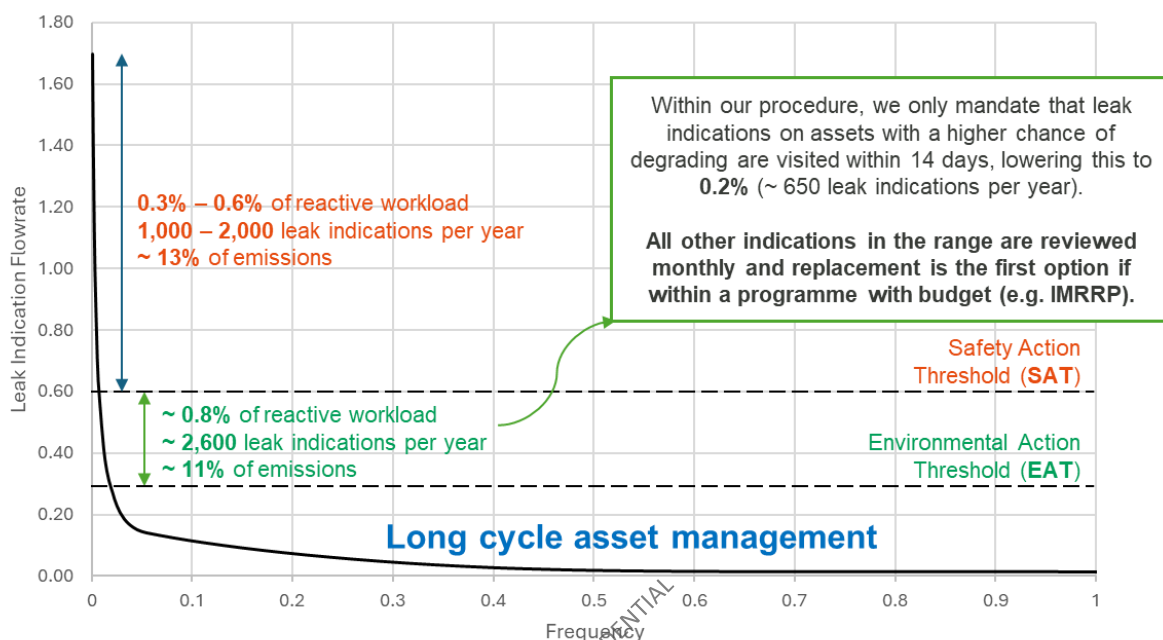 1.80
1.60
1.40
1.20
1.00
0.80
0.60
0.40
0.20
0.00
Leak Indication Flowrate
0.3% – 0.6% of reactive workload
1,000 – 2,000 leak indications per year
~ 13% of emissions
Within our procedure, we only mandate that leak
indications on assets with a higher chance of
degrading are visited within 14 days, lowering this to
0.2% (~ 650 leak indications per year).
All other indications in the range are reviewed
monthly and replacement is the first option if
within a programme with budget (e.g. IMRRP).
Safety Action
Threshold (SAT)
~ 0.8% of reactive workload
~ 2,600 leak indications per year
~ 11% of emissions
Environmental Action
Threshold (EAT)
Long cycle asset management
0 0.1 0.2 0.3 0.4 0.5 0.6 0.7 0.8 0.9 1
Frequency